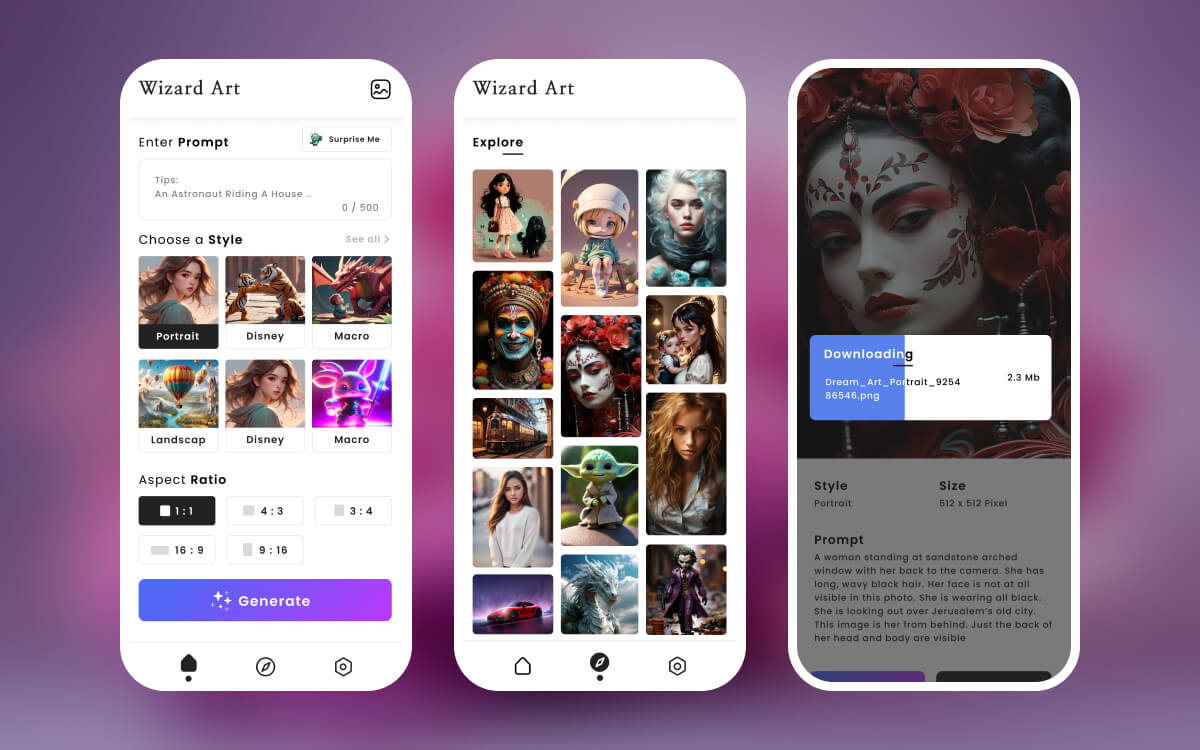 Wizard Art
Enter Prompt
Surprise Me
Tips:
An Astronaut Riding A House ..
0 / 500
Choose a Style
See all >
Portrait
Disney
Macro
Landscap
Disney
Macro
Aspect Ratio
1 : 1
4 : 3
3 : 4
16 : 9
9 : 16
Generate
Wizard Art
Explore
Downloading
Dream_Art_Portrait_9254
86546.png
2.3 Mb
Style
Size
Portrait
512 x 512 Pixel
Prompt
A woman standing at sandstone arched
window with her back to the camera. She has
long, wavy black hair. Her face is not at all
visible in this photo. She is wearing all black.
She is looking out over Jerusalem's old city.
This image is her from behind. Just the back of
her head and body are visible